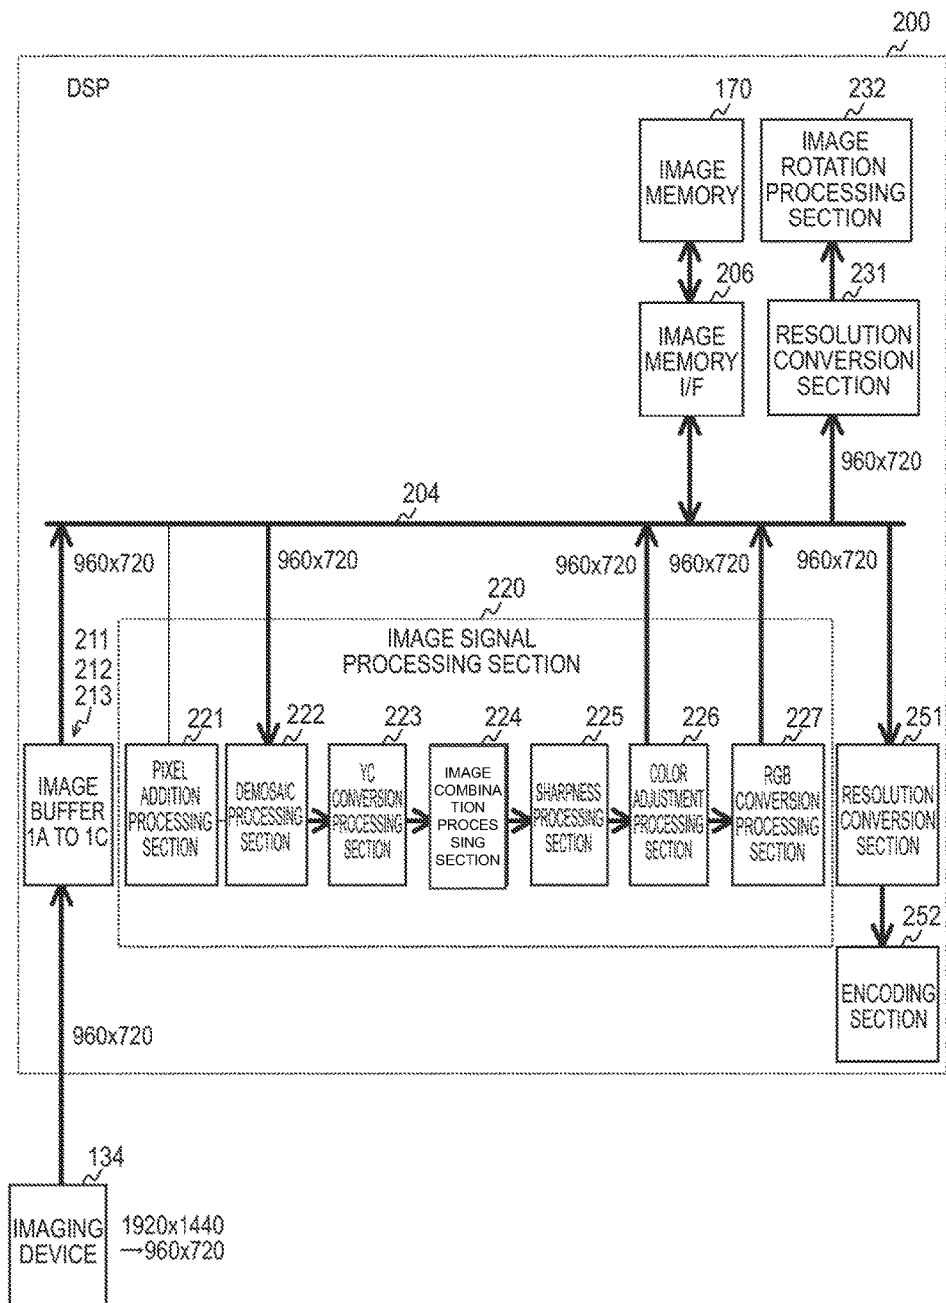 200
DSP
170
232
IMAGE
MEMORY
IMAGE
ROTATION
PROCESSING
SECTION
206
231
IMAGE
MEMORY
I/F
RESOLUTION
CONVERSION
SECTION
960x720
204
960x720
960x720
960x720
960x720
960x720
220
IMAGE SIGNAL
PROCESSING SECTION
211
212
213
221
222
223
224
225
226
227
251
IMAGE
BUFFER
1A TO 1C
PIXEL
ADDITION
PROCESSING
SECTION
DEMOSAIC
PROCESSING
SECTION
YC
CONVERSION
PROCESSING
SECTION
IMAGE
COMBINA
TION
PROCES
SING
SECTION
SHARPNESS
PROCESSING
SECTION
COLOR
ADJUSTMENT
PROCESSING
SECTION
RGB
CONVERSION
PROCESSING
SECTION
RESOLUTION
CONVERSION
SECTION
252
ENCODING
SECTION
960x720
134
IMAGING
DEVICE
1920x1440
→960x720